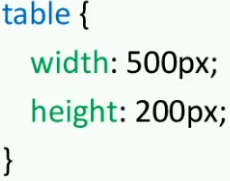 table {
width: 500px;
height: 200px;
}